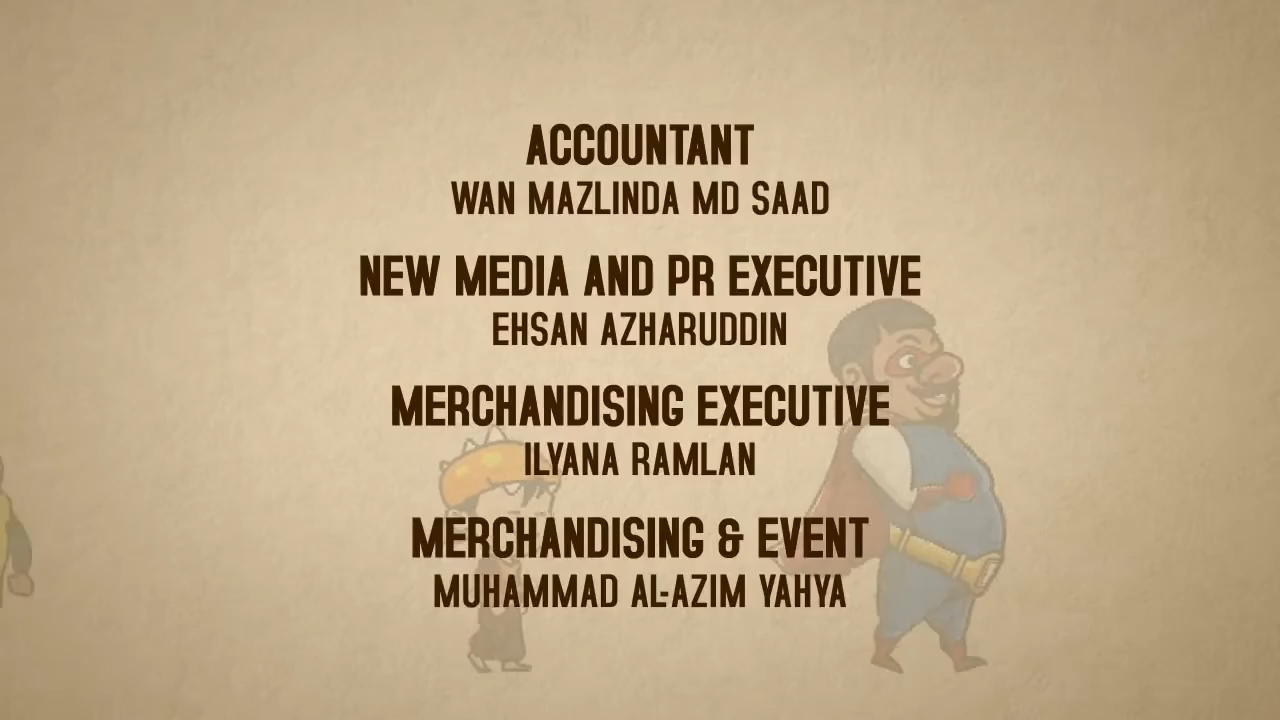 ACCOUNTANT
WAN MAZLINDA MD SAAD
NEW MEDIA AND PR EXECUTIVE
EHSAN AZHARUDDIN
MERCHANDISING EXECUTIVE
ILYANA RAMLAN
MERCHANDISING & EVENT
MUHAMMAD AL-AZIM YAHYA